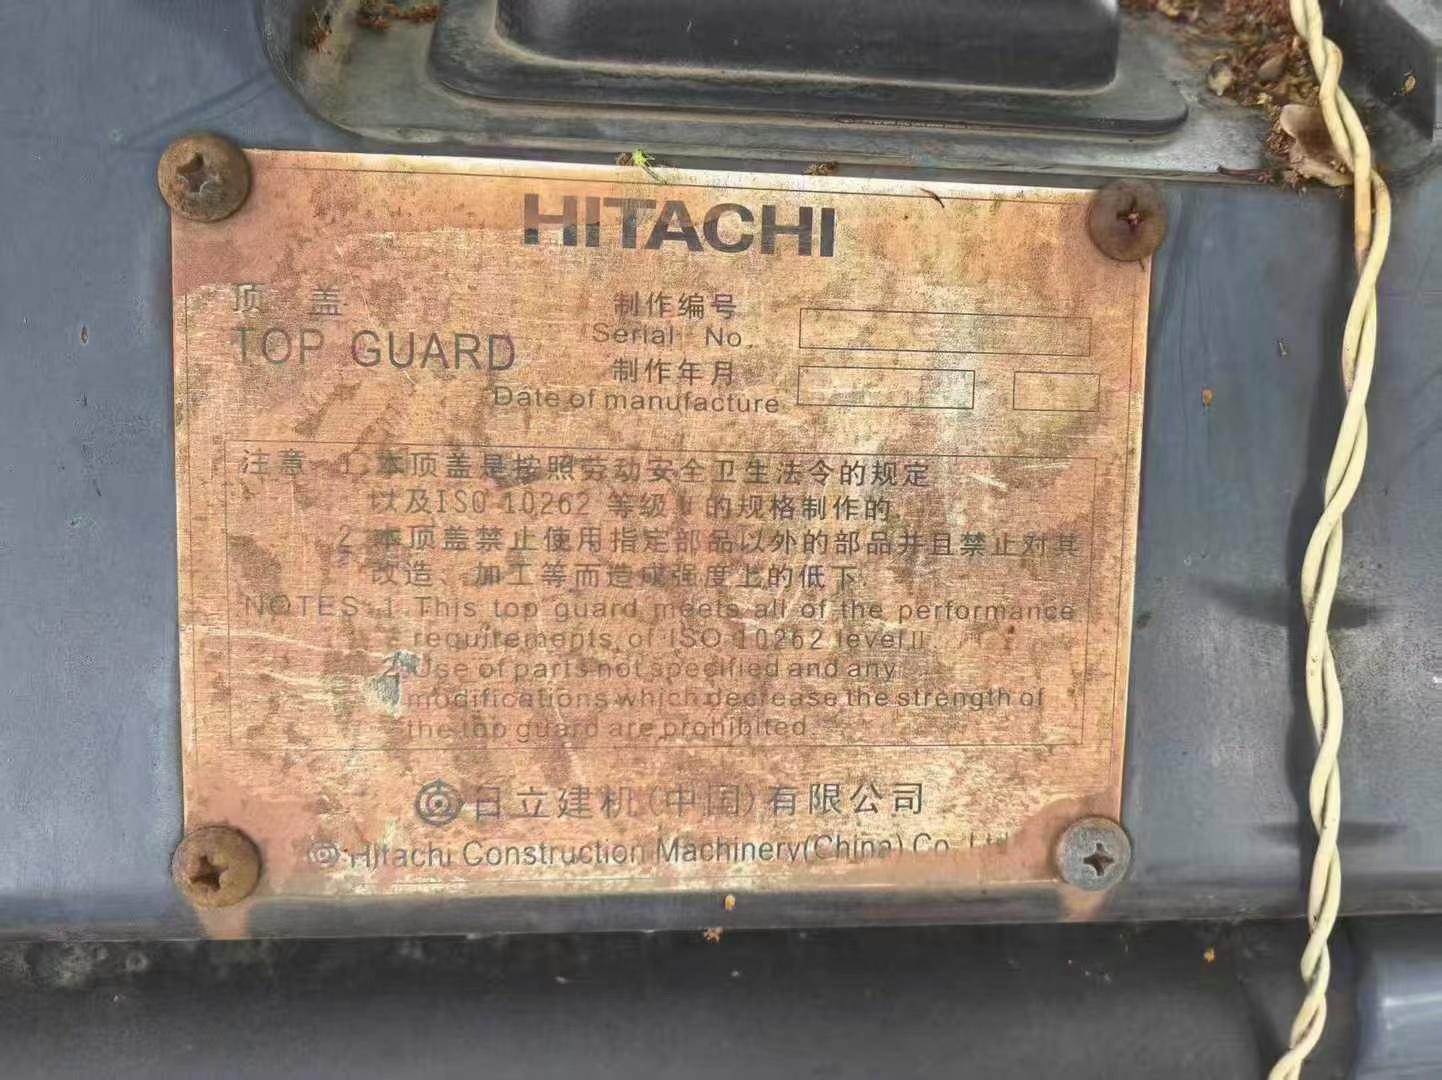 HITACHI
顶 盖
TOP GUARD
制作编号
Serial No.
制作年月
Date of manufacture
注意 1.本顶盖是按照劳动安全卫生法令的规定
以及ISO 10262 等级Ⅱ的规格制作的.
2.本顶盖禁止使用指定部品以外的部品并且禁止对其
改造、加工等而造成强度上的低下.
NOTES:1.This top guard meets all of the performance
requirements of ISO 10262 level Ⅱ.
2.Use of parts not specified and any
modifications which decrease the strength of
the top guard are prohibited.
日立建机(中国)有限公司
Hitachi Construction Machinery(China) Co., Ltd